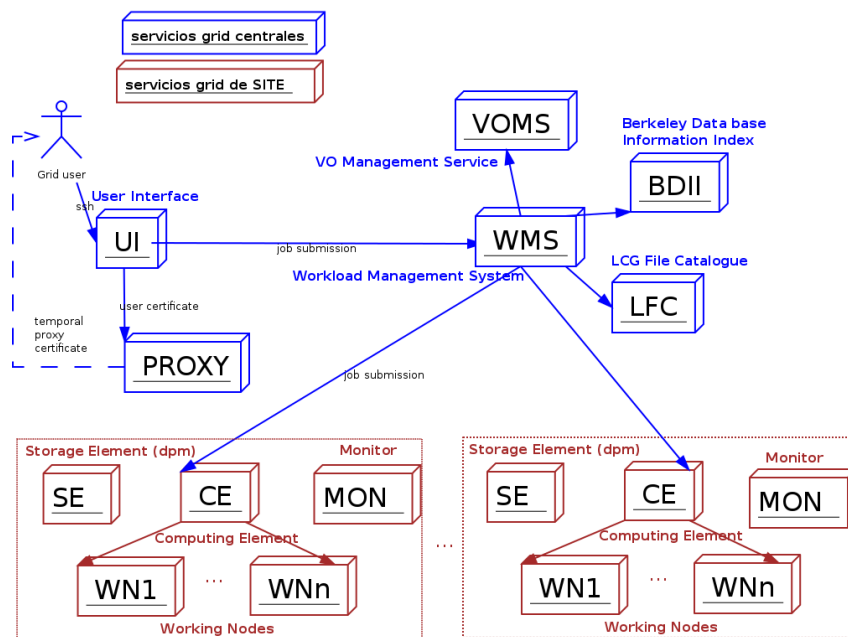 servicios grid centrales
servicios grid de SITE
VOMS
VO Management Service
Berkeley Data base
Information Index
BDII
Grid user
ssh
User Interface
UI
job submission
WMS
Workload Management System
LCG File Catalogue
LFC
user certificate
temporal
proxy
certificate
PROXY
job submission
Storage Element (dpm)
Monitor
SE
CE
MON
Computing Element
WN1
...
WNn
Working Nodes
...
Storage Element (dpm)
Monitor
SE
CE
MON
Computing Element
WN1
...
WNn
Working Nodes